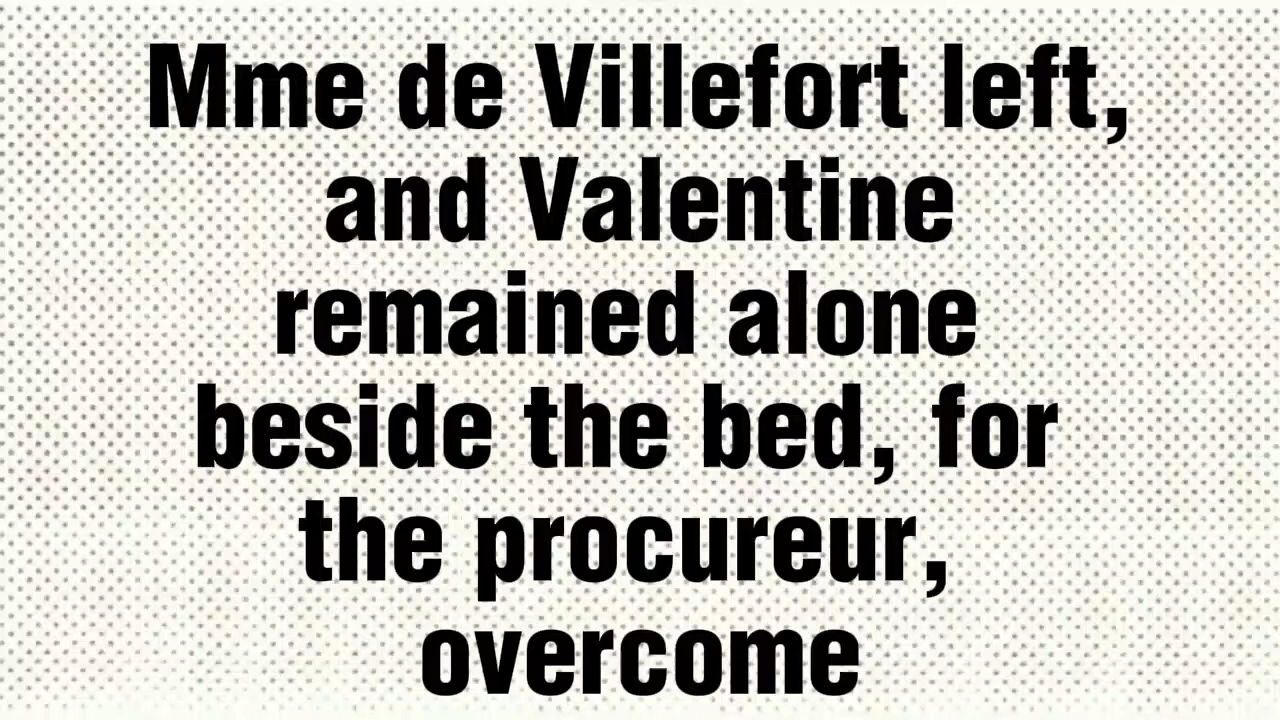 Mme de Villefort left,
and Valentine
remained alone
beside the bed, for
the procureur,
overcome